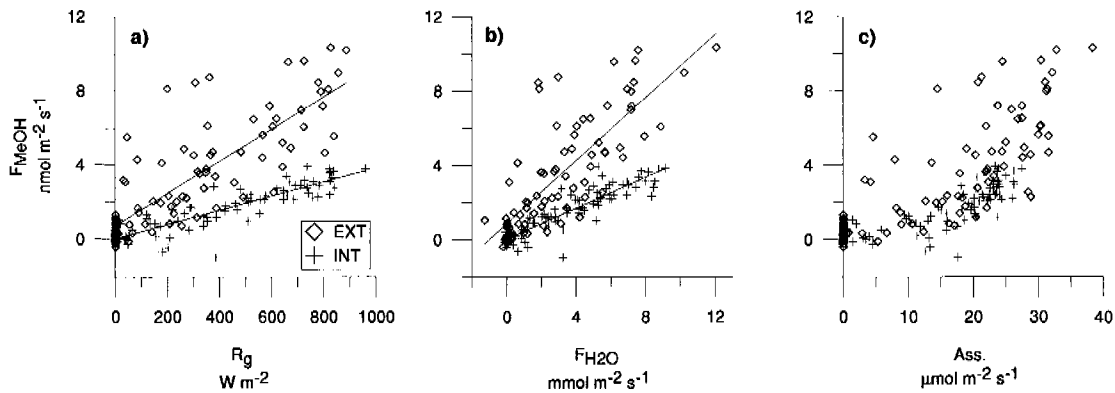 12
a)
8
4
0
F_MeOH
nmol m⁻² s⁻¹
EXT
INT
0 200 400 600 800 1000
R_g
W m⁻²
12
b)
8
4
0
0 4 8 12
F_H2O
mmol m⁻² s⁻¹
12
c)
8
4
0
0 10 20 30 40
Ass.
μmol m⁻² s⁻¹